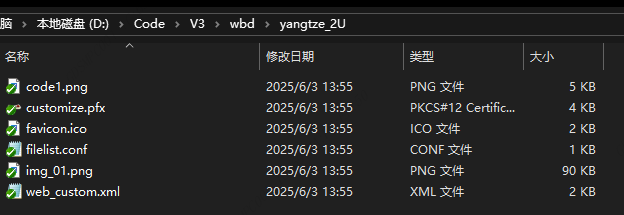 脑 > 本地磁盘 (D:) > Code > V3 > wbd > yangtze_2U
名称 修改日期 类型 大小
code1.png 2025/6/3 13:55 PNG 文件 5 KB
customize.pfx 2025/6/3 13:55 PKCS#12 Certific... 4 KB
favicon.ico 2025/6/3 13:55 ICO 文件 2 KB
filelist.conf 2025/6/3 13:55 CONF 文件 1 KB
img_01.png 2025/6/3 13:55 PNG 文件 90 KB
web_custom.xml 2025/6/3 13:55 XML 文件 2 KB